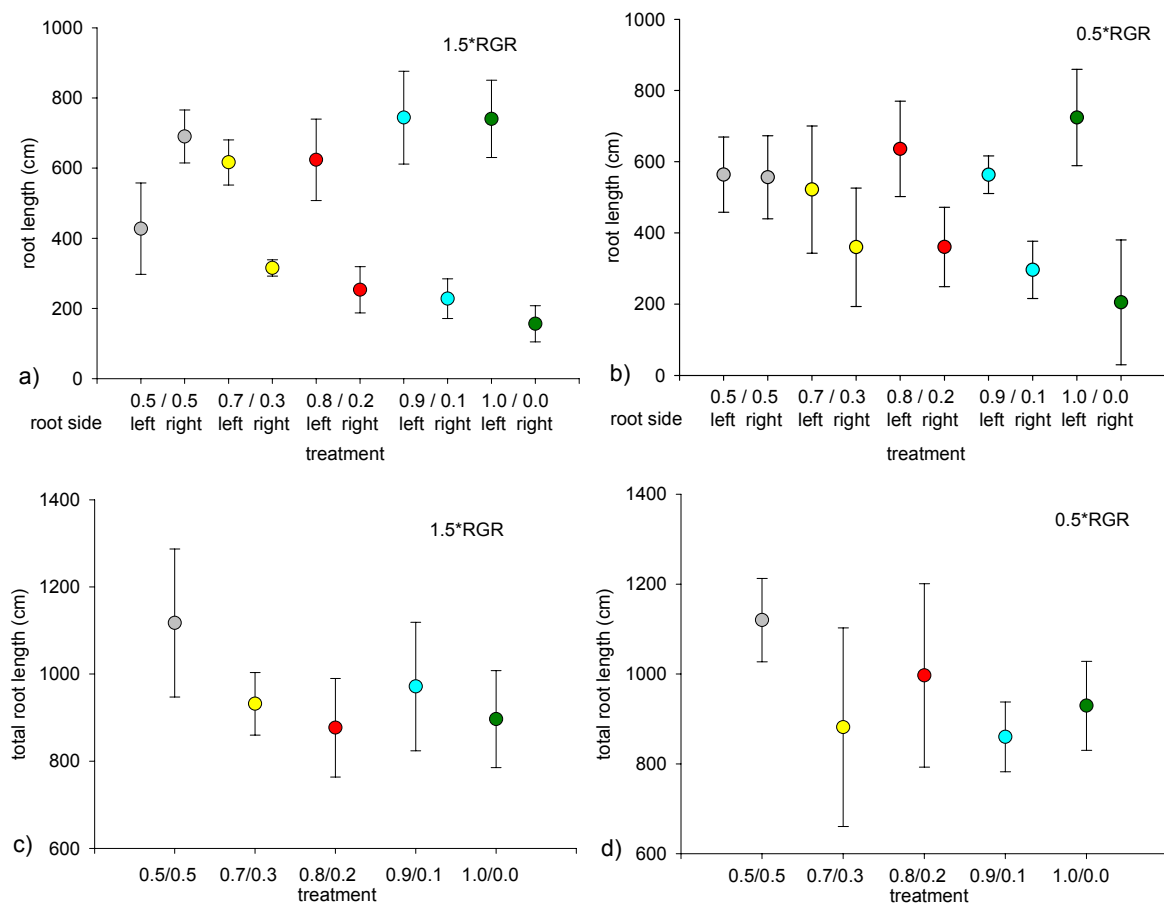 1000
800
600
400
200
0
root length (cm)
1.5*RGR
a)
0.5 / 0.5 0.7 / 0.3 0.8 / 0.2 0.9 / 0.1 1.0 / 0.0
root side left right left right left right left right left right
treatment
1000
800
600
400
200
0
root length (cm)
0.5*RGR
b)
0.5 / 0.5 0.7 / 0.3 0.8 / 0.2 0.9 / 0.1 1.0 / 0.0
root side left right left right left right left right left right
treatment
1400
1200
1000
800
600
total root length (cm)
1.5*RGR
c)
0.5/0.5 0.7/0.3 0.8/0.2 0.9/0.1 1.0/0.0
treatment
1400
1200
1000
800
600
total root length (cm)
0.5*RGR
d)
0.5/0.5 0.7/0.3 0.8/0.2 0.9/0.1 1.0/0.0
treatment